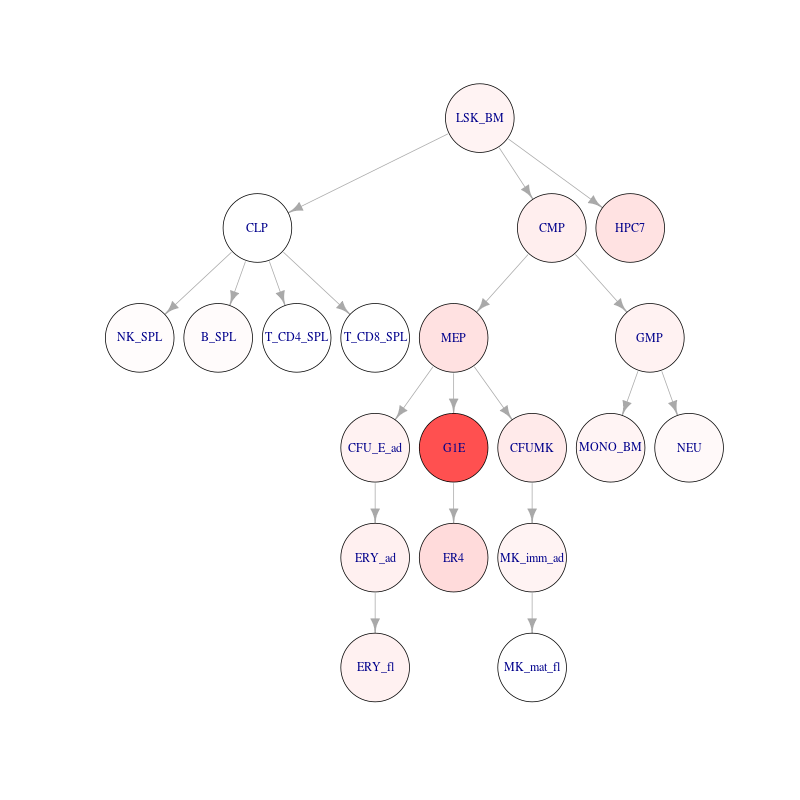 LSK_BM
CLP
CMP
HPC7
NK_SPL
B_SPL
T_CD4_SPL
T_CD8_SPL
MEP
GMP
CFU_E_ad
G1E
CFUMK
MONO_BM
NEU
ERY_ad
ER4
MK_imm_ad
ERY_fl
MK_mat_fl